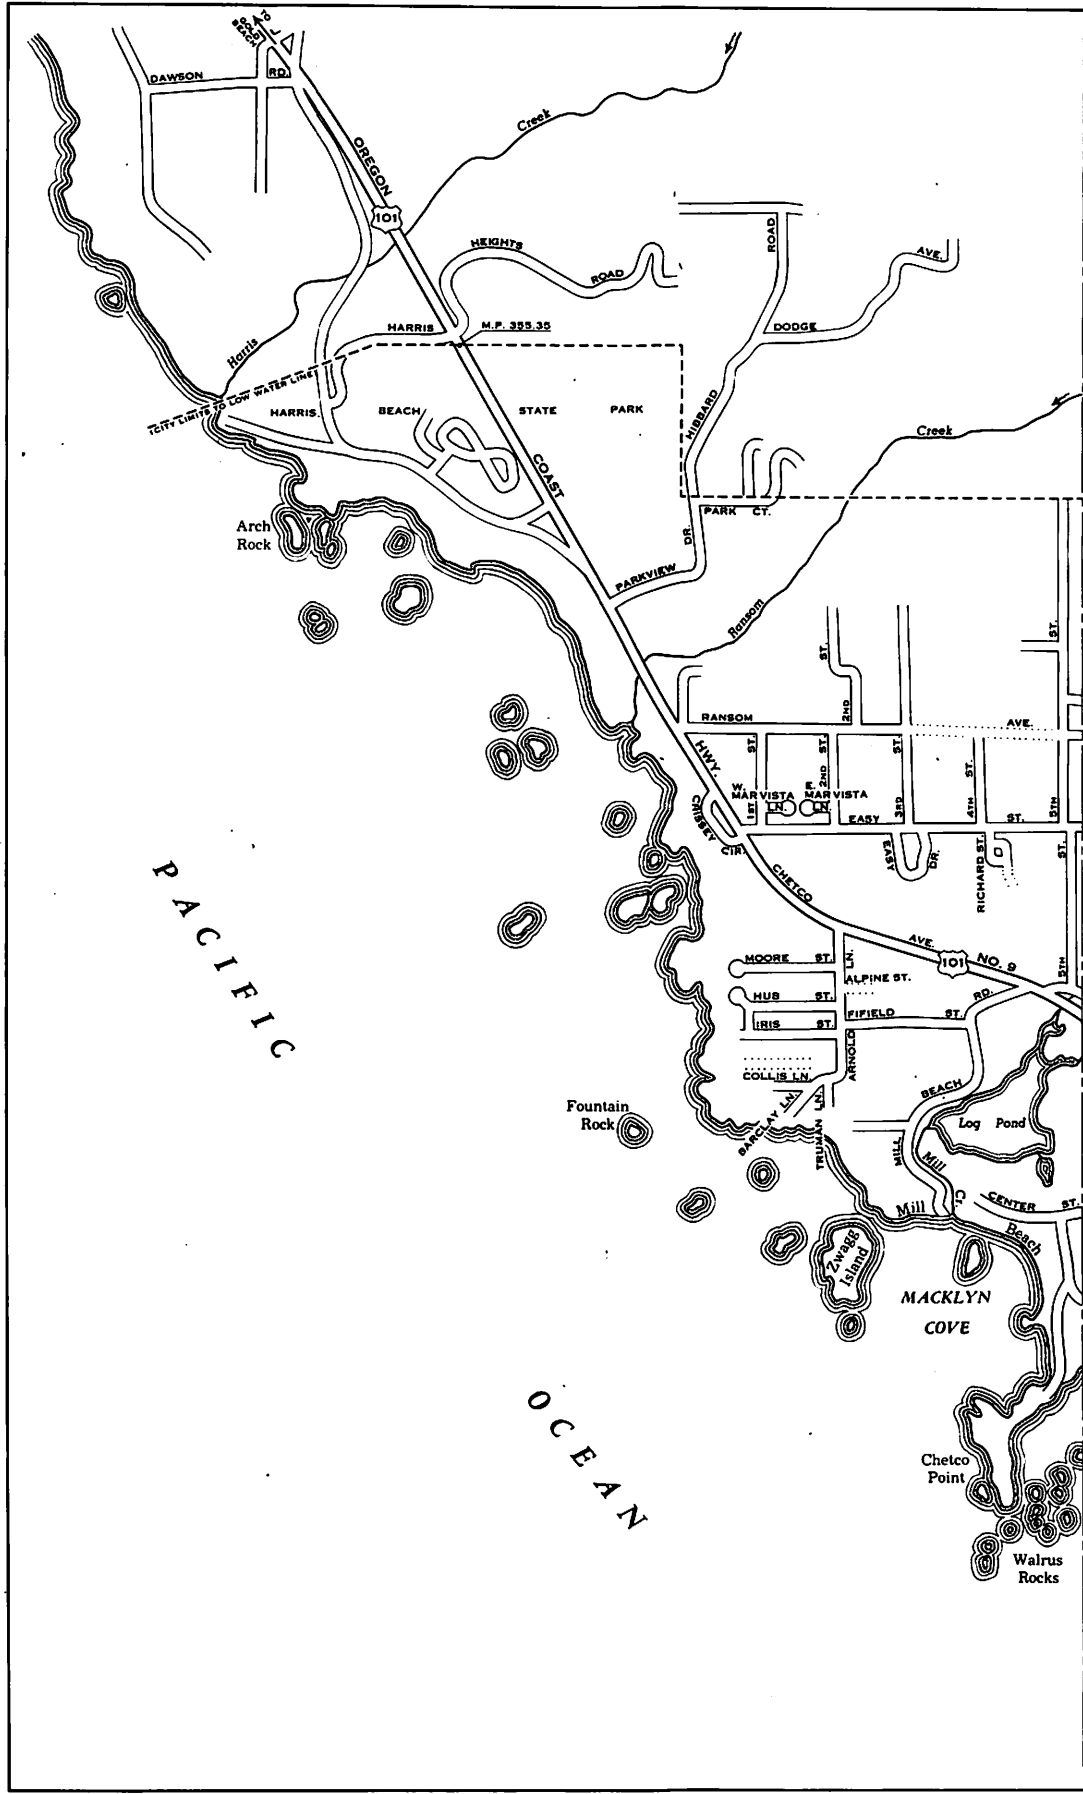 TO
GOLD
BEACH
DAWSON RD.
Creek
OREGON
101
HEIGHTS
ROAD
ROAD
AVE.
HARRIS
M.P. 355.35
DODGE
Harris
(CITY LIMITS TO LOW WATER LINE)
HARRIS BEACH STATE PARK
HIBBARD
Creek
COAST
PARK CT.
Arch
Rock
DR.
PARKVIEW
Ransom
ST.
ST.
ST.
2ND
RANSOM AVE.
HWY.
ST.
ST.
ST.
ST.
W.
MARVISTA
LN.
E.
MARVISTA
LN.
1ST
2ND
3RD
4TH
5TH
CRISSEY
CIR.
EASY ST.
EASY
DR.
RICHARD ST.
ST.
CHETCO
AVE.
101
NO. 9
5TH
PACIFIC
MOORE ST.
LN.
ALPINE ST.
HUB ST.
RD.
IRIS ST.
FIFIELD ST.
ARNOLD
COLLIS LN.
BEACH
BARCLAY LN.
TRUMAN LN.
Fountain
Rock
Log Pond
MILL
Mill
Cr.
CENTER ST.
Mill
Beach
Zwagg
Island
MACKLYN
COVE
OCEAN
Chetco
Point
Walrus
Rocks